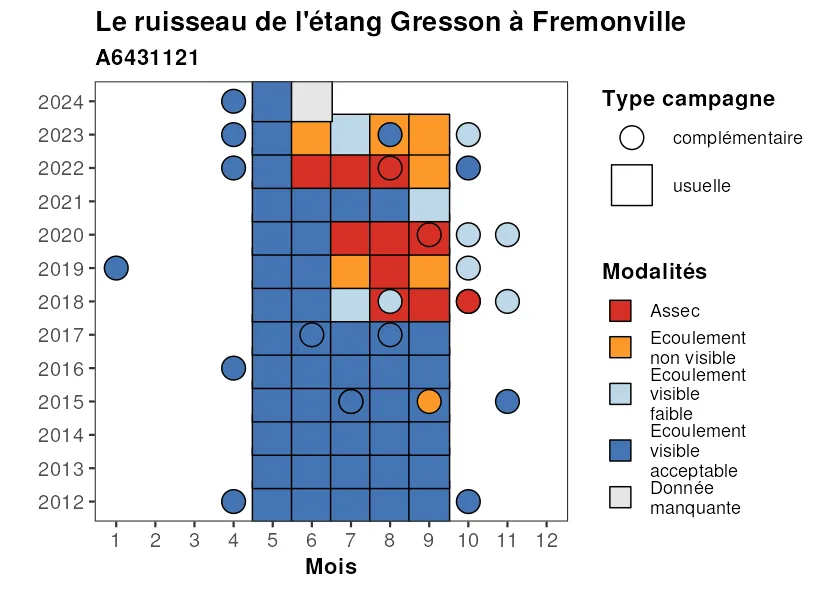 Le ruisseau de l'étang Gresson à Fremonville
A6431121
2024
2023
2022
2021
2020
2019
2018
2017
2016
2015
2014
2013
2012
1 2 3 4 5 6 7 8 9 10 11 12
Mois
Type campagne
complémentaire
usuelle
Modalités
Assec
Ecoulement
non visible
Ecoulement
visible
faible
Ecoulement
visible
acceptable
Donnée
manquante